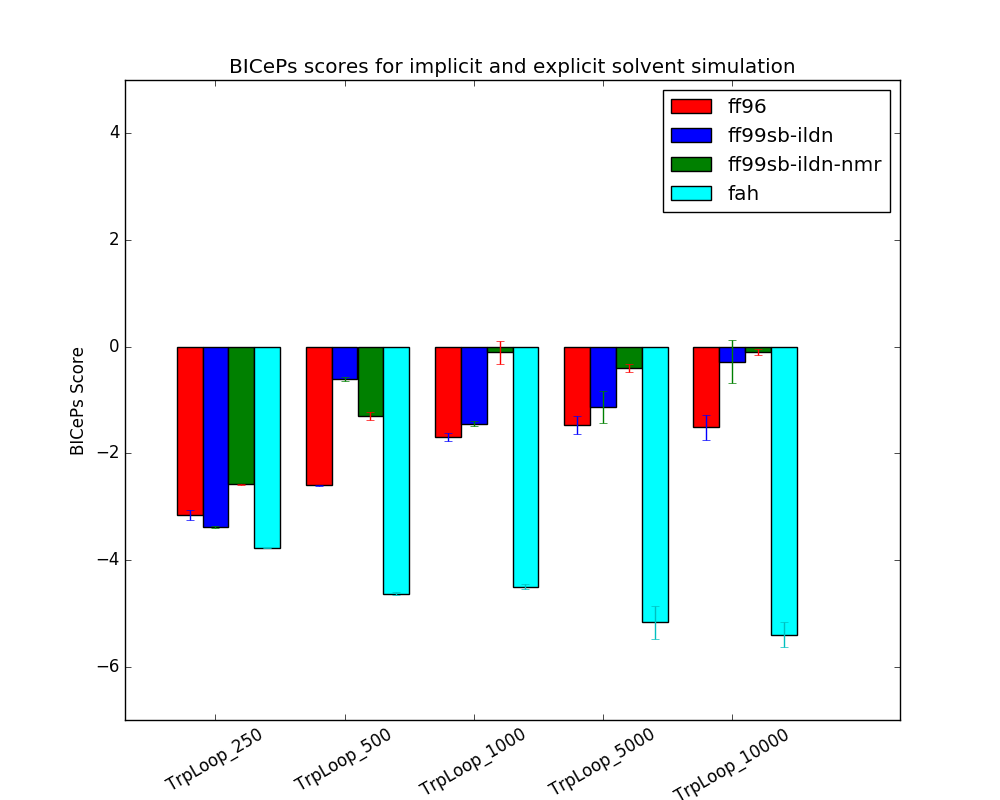 BICePs scores for implicit and explicit solvent simulation
ff96
ff99sb-ildn
ff99sb-ildn-nmr
fah
4
2
0
−2
−4
−6
BICePs Score
TrpLoop_250
TrpLoop_500
TrpLoop_1000
TrpLoop_5000
TrpLoop_10000